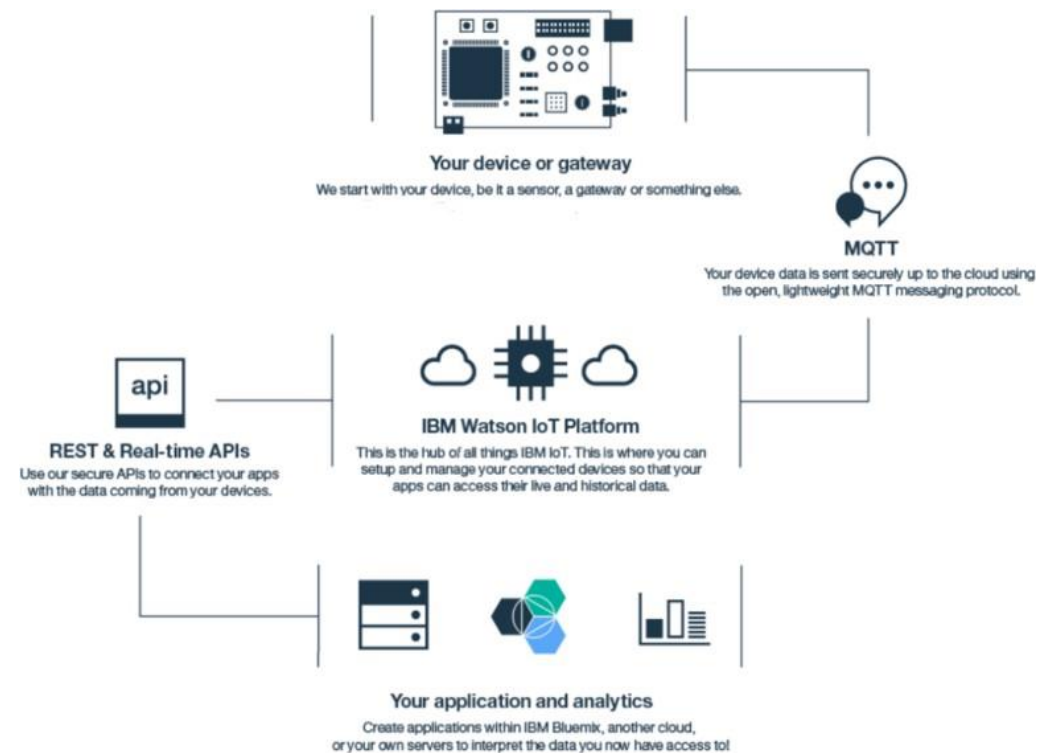 Your device or gateway
We start with your device, be it a sensor, a gateway or something else.
MQTT
Your device data is sent securely up to the cloud using
the open, lightweight MQTT messaging protocol.
api
REST & Real-time APIs
Use our secure APIs to connect your apps
with the data coming from your devices.
IBM Watson IoT Platform
This is the hub of all things IBM IoT. This is where you can
setup and manage your connected devices so that your
apps can access their live and historical data.
Your application and analytics
Create applications within IBM Bluemix, another cloud,
or your own servers to interpret the data you now have access to!